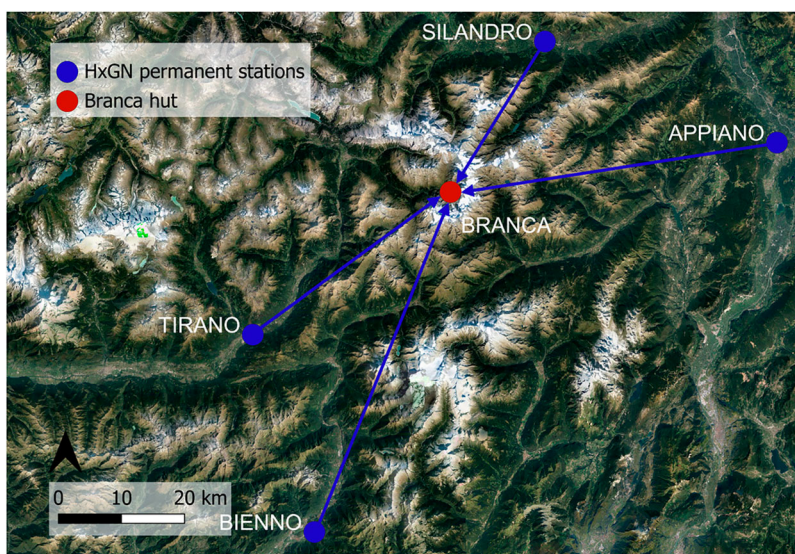 SILANDRO
HxGN permanent stations
Branca hut
APPIANO
BRANCA
TIRANO
0 10 20 km
BIENNO